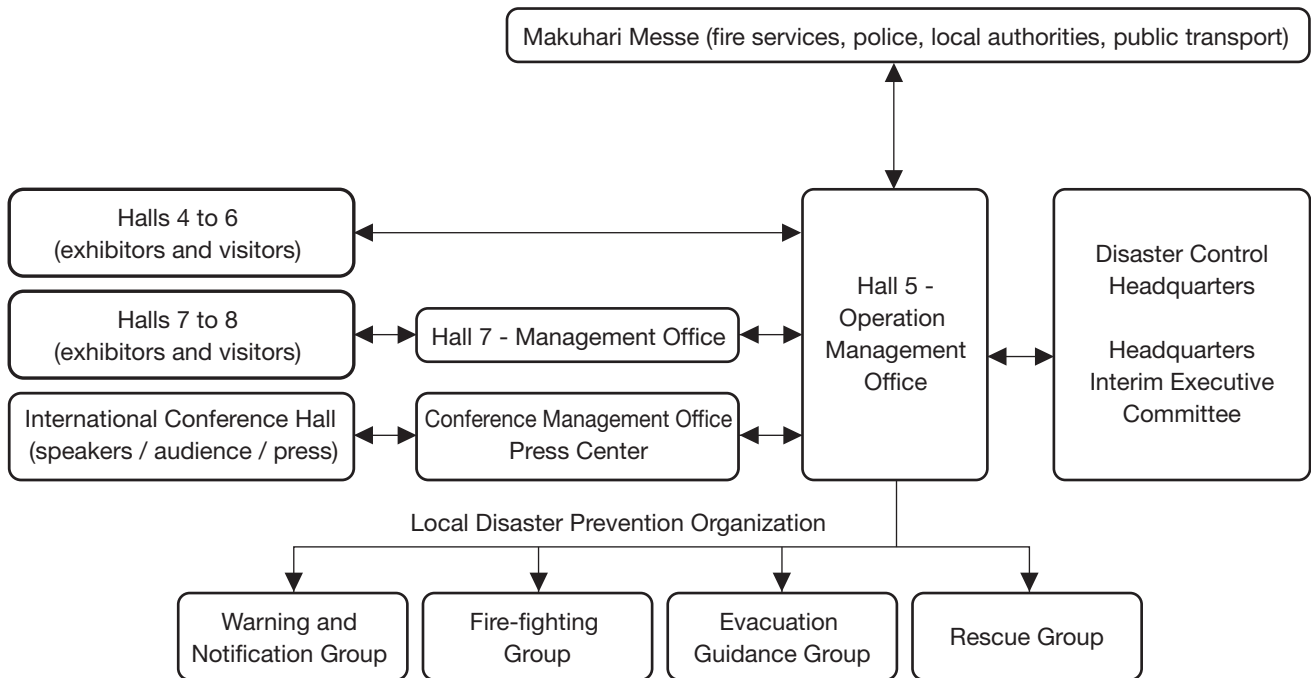 Makuhari Messe (fire services, police, local authorities, public transport)
Halls 4 to 6
(exhibitors and visitors)
Halls 7 to 8
(exhibitors and visitors)
Hall 7 - Management Office
International Conference Hall
(speakers / audience / press)
Conference Management Office
Press Center
Hall 5 -
Operation
Management
Office
Disaster Control
Headquarters
Headquarters
Interim Executive
Committee
Local Disaster Prevention Organization
Warning and
Notification Group
Fire-fighting
Group
Evacuation
Guidance Group
Rescue Group